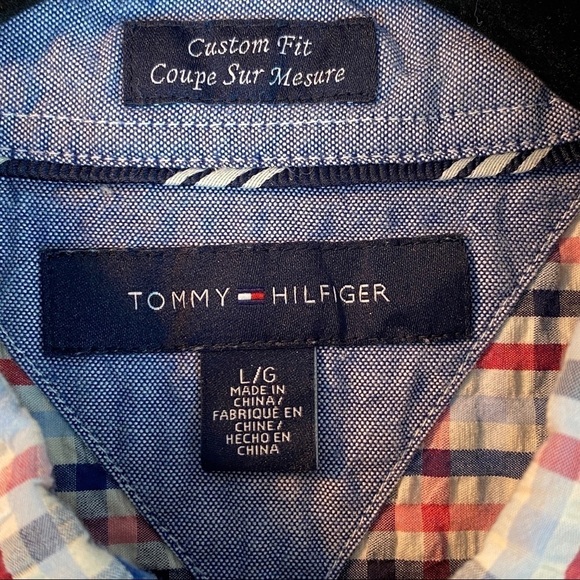 Custom Fit
Coupe Sur Mesure
TOMMY HILFIGER
L/G
MADE IN
CHINA/
FABRIQUÉ EN
CHINE/
HECHO EN
CHINA